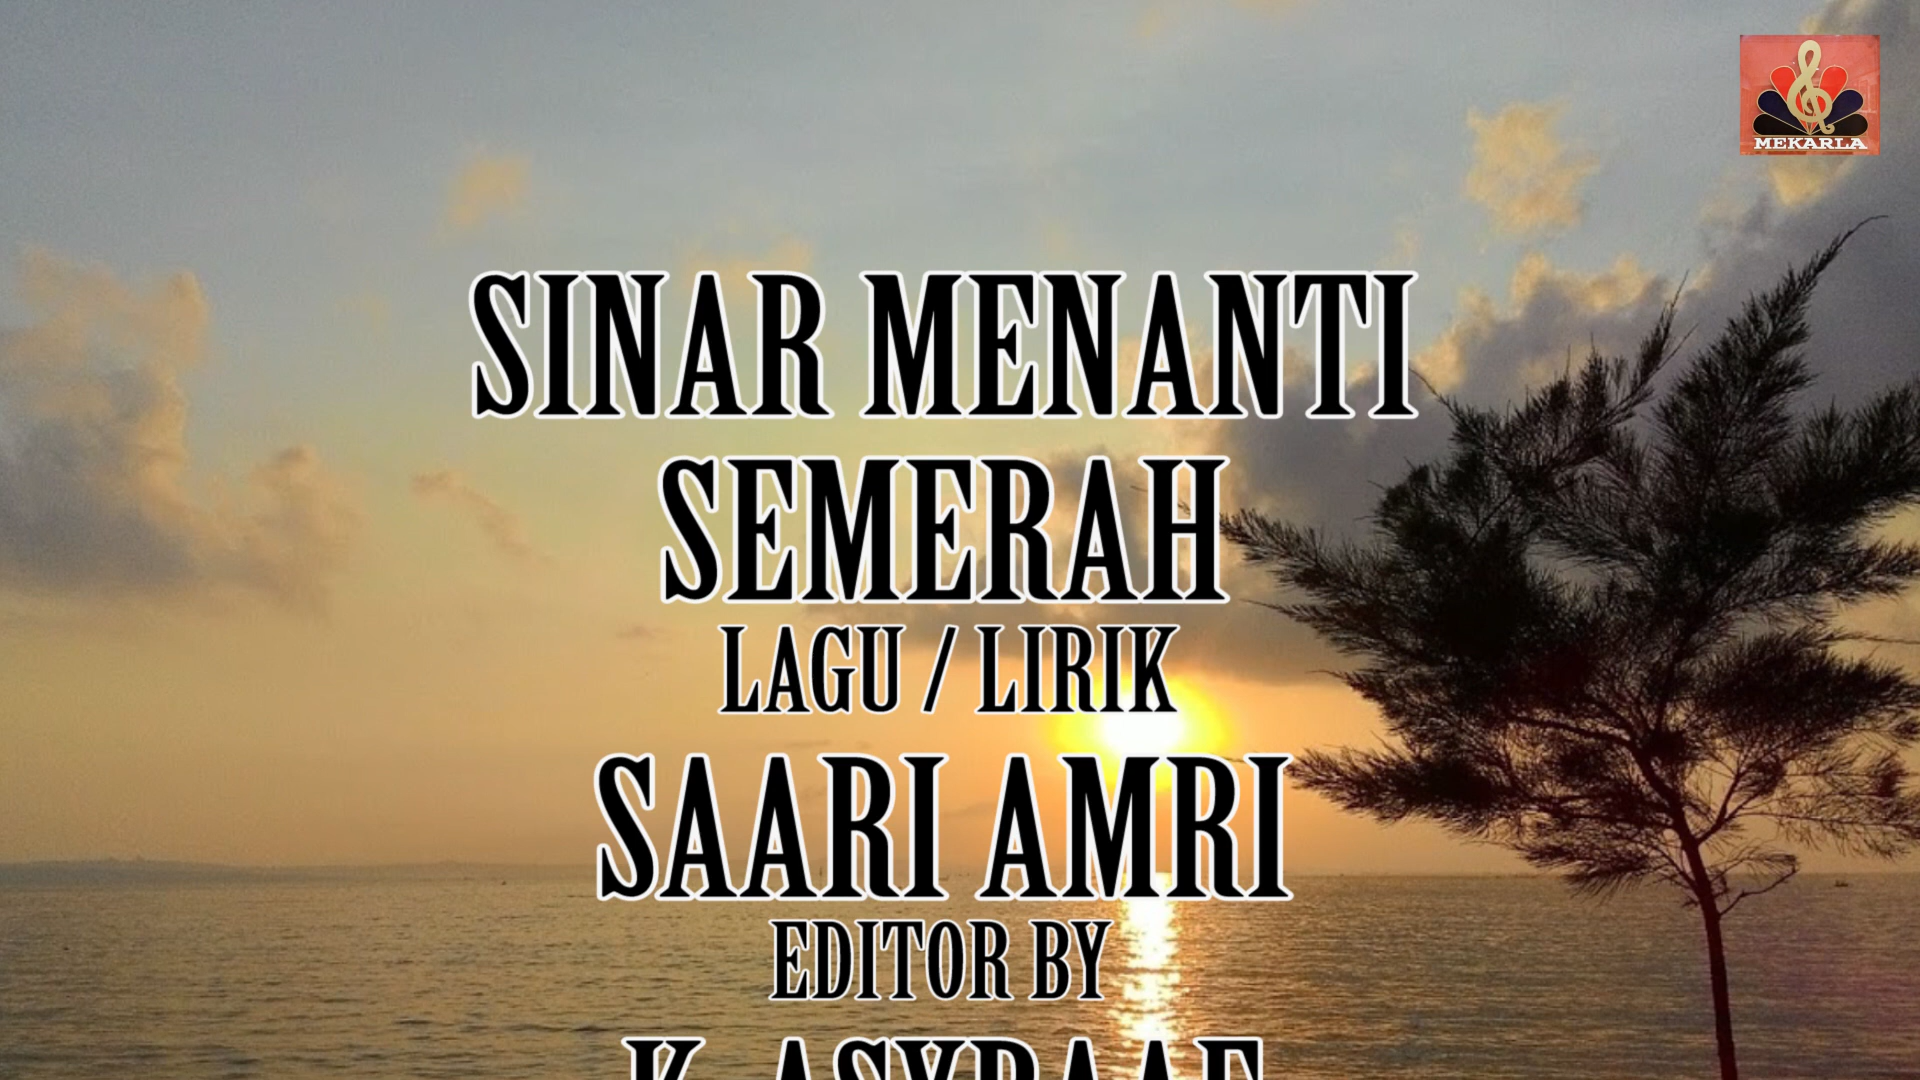 MEKARLA
SINAR MENANTI
SEMERAH
LAGU / LIRIK
SAARI AMRI
EDITOR BY